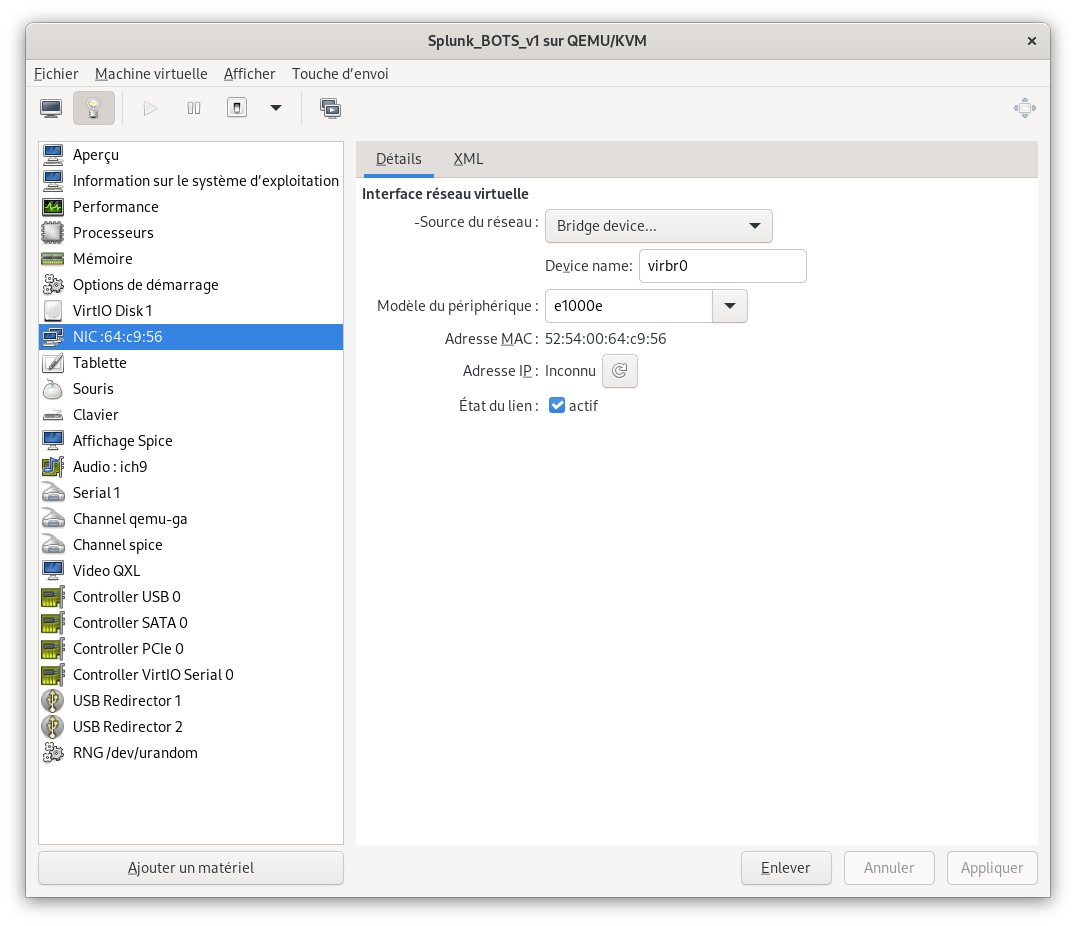 Splunk_BOTS_v1 sur QEMU/KVM
Fichier Machine virtuelle Afficher Touche d’envoi
Aperçu
Information sur le système d’exploitation
Performance
Processeurs
Mémoire
Options de démarrage
VirtIO Disk 1
NIC :64:c9:56
Tablette
Souris
Clavier
Affichage Spice
Audio : ich9
Serial 1
Channel qemu-ga
Channel spice
Video QXL
Controller USB 0
Controller SATA 0
Controller PCIe 0
Controller VirtIO Serial 0
USB Redirector 1
USB Redirector 2
RNG /dev/urandom
Ajouter un matériel
Détails XML
Interface réseau virtuelle
-Source du réseau : Bridge device...
Device name: virbr0
Modèle du périphérique : e1000e
Adresse MAC : 52:54:00:64:c9:56
Adresse IP : Inconnu
État du lien : actif
Enlever Annuler Appliquer